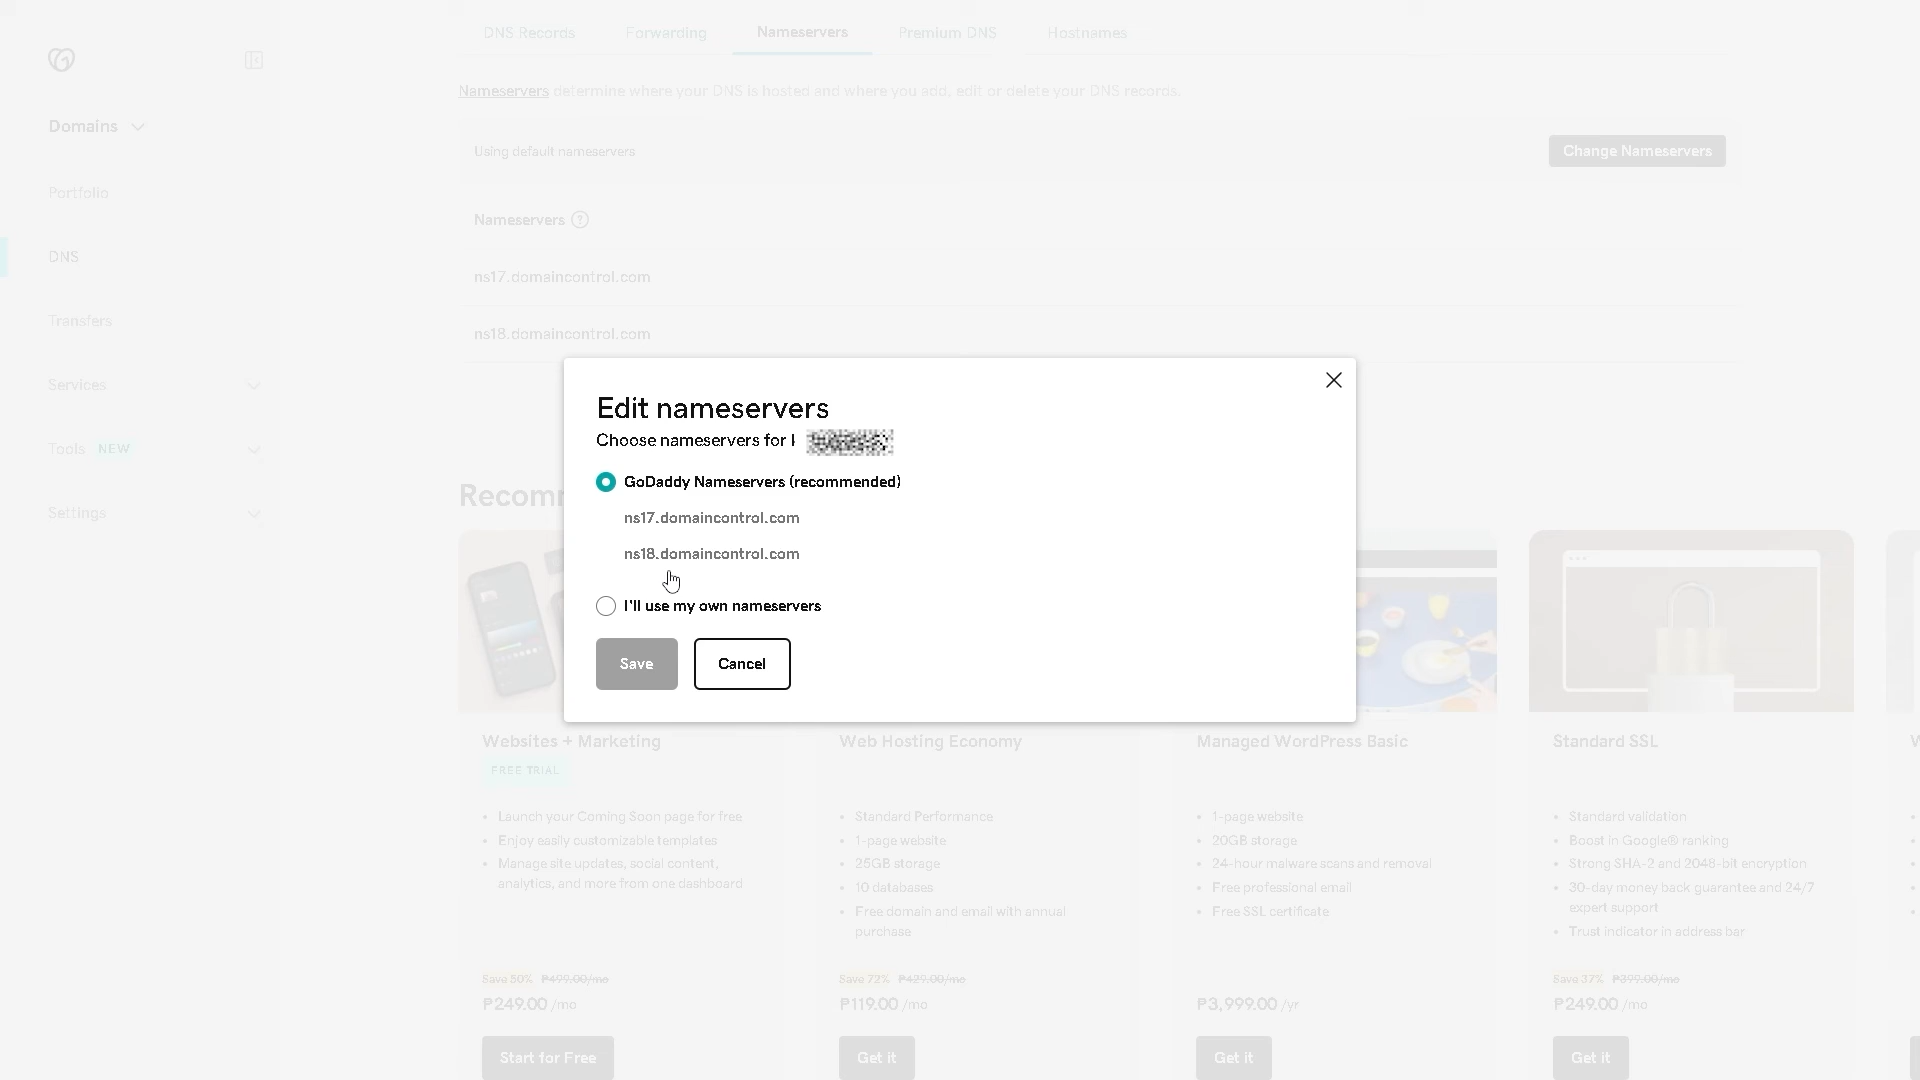 DNS Records
Forwarding
Nameservers
Premium DNS
Hostnames
Nameservers determine where your DNS is hosted and where you add, edit or delete your DNS records.
Domains
Using default nameservers
Change Nameservers
Portfolio
Nameservers ?
DNS
ns17.domaincontrol.com
Transfers
ns18.domaincontrol.com
Services
Tools NEW
Settings
Edit nameservers
Choose nameservers for
GoDaddy Nameservers (recommended)
ns17.domaincontrol.com
ns18.domaincontrol.com
I'll use my own nameservers
Save
Cancel
Websites + Marketing
FREE TRIAL
• Launch your Coming Soon page for free
• Enjoy easily customizable templates
• Manage site updates, social content,
analytics, and more from one dashboard
Save 50% ₱499.00/mo
₱249.00 /mo
Start for Free
Web Hosting Economy
• Standard Performance
• 1-page website
• 25GB storage
• 10 databases
• Free domain and email with annual
purchase
Save 72% ₱429.00/mo
₱119.00 /mo
Get it
Managed WordPress Basic
• 1-page website
• 20GB storage
• 24-hour malware scans and removal
• Free professional email
• Free SSL certificate
₱3,999.00 /yr
Get it
Standard SSL
• Standard validation
• Boost in Google® ranking
• Strong SHA-2 and 2048-bit encryption
• 30-day money back guarantee and 24/7
expert support
• Trust indicator in address bar
Save 37% ₱399.00/mo
₱249.00 /mo
Get it